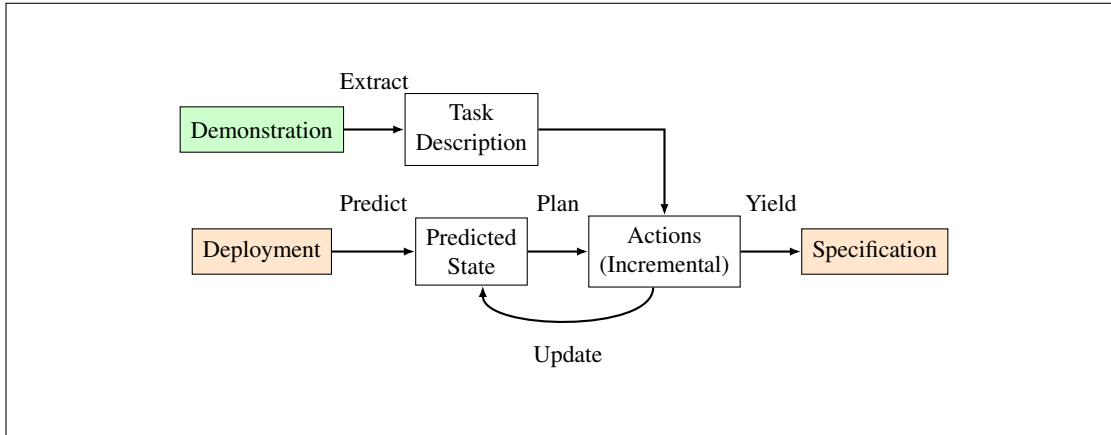 Extract
Demonstration
Task
Description
Predict
Plan
Yield
Deployment
Predicted
State
Actions
(Incremental)
Specification
Update